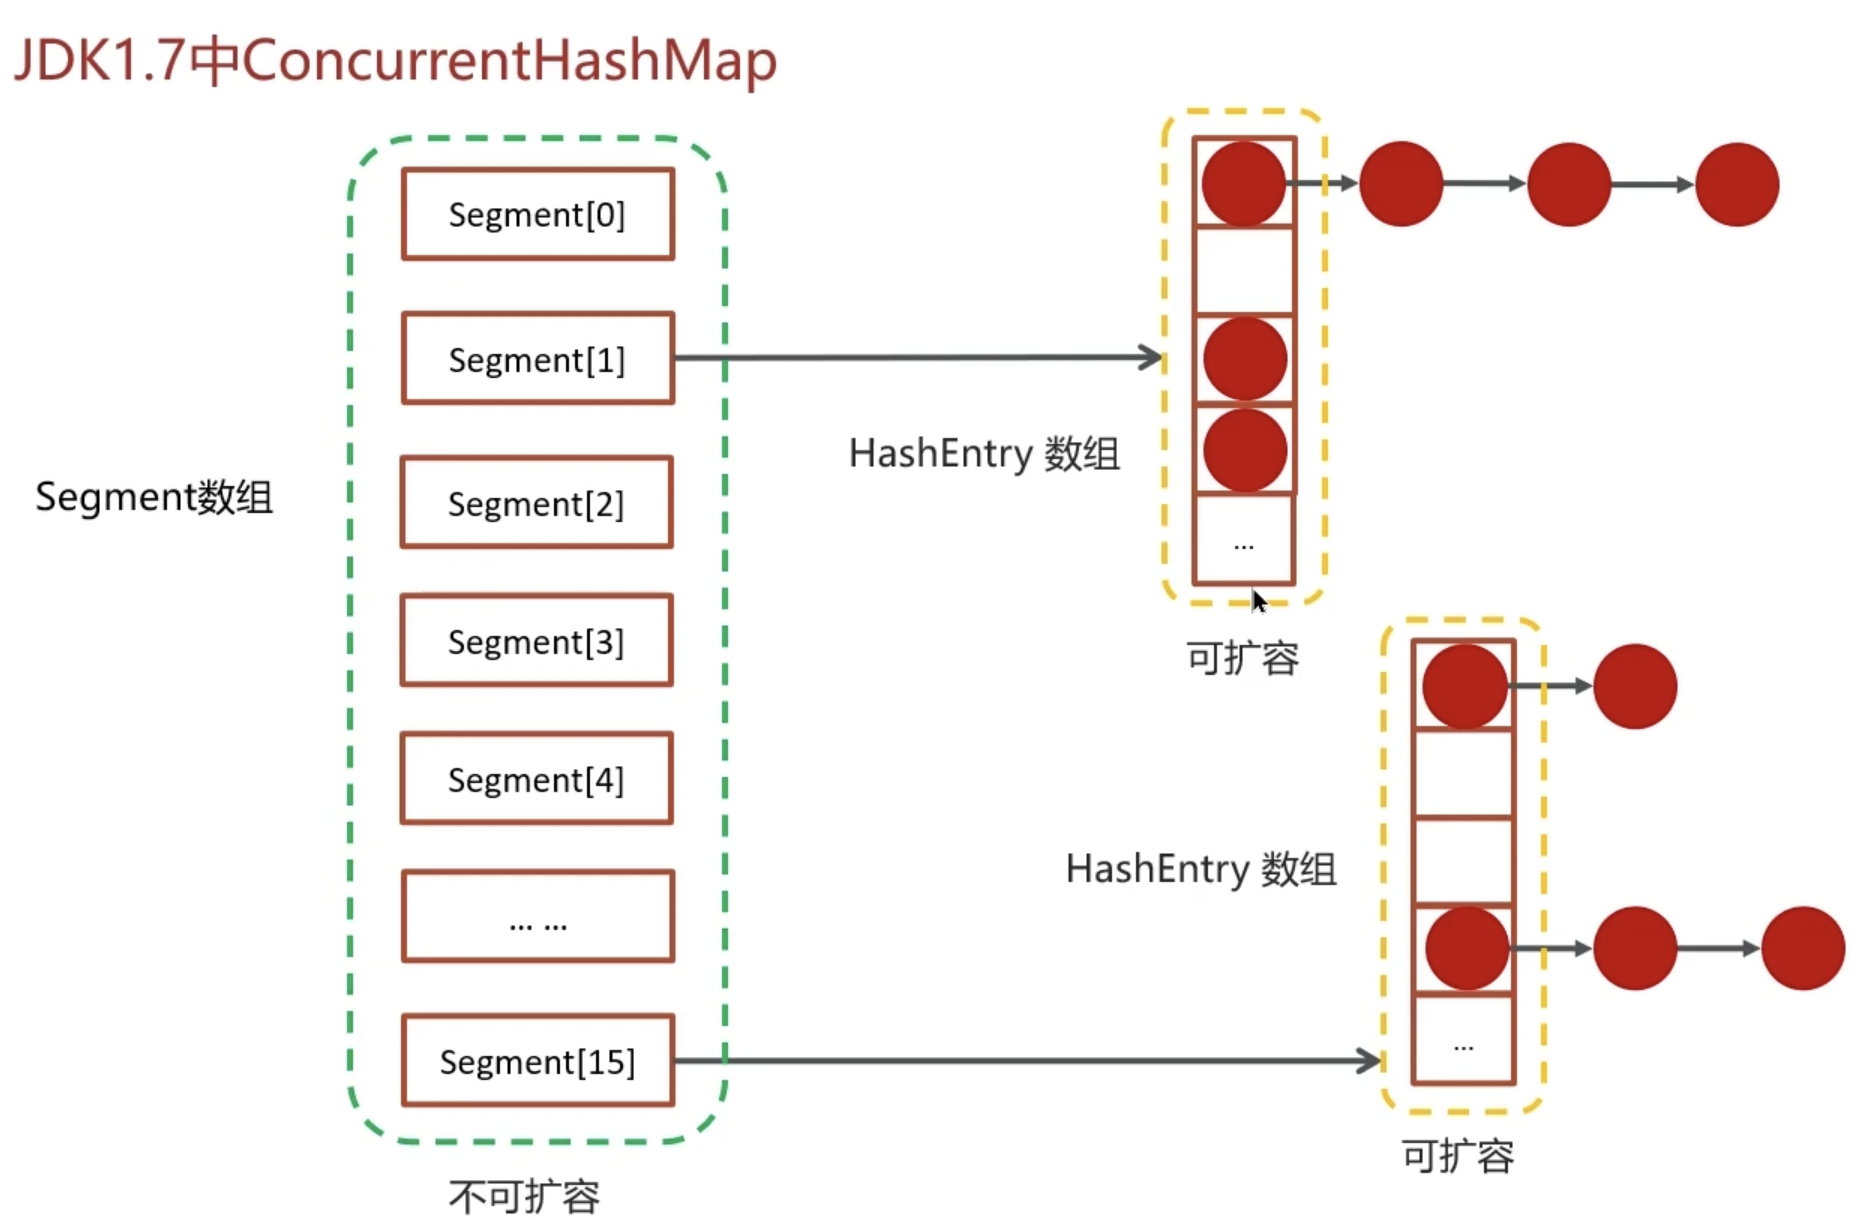 JDK1.7中ConcurrentHashMap
Segment数组
Segment[0]
Segment[1]
Segment[2]
Segment[3]
Segment[4]
... ...
Segment[15]
不可扩容
HashEntry 数组
...
可扩容
HashEntry 数组
...
可扩容